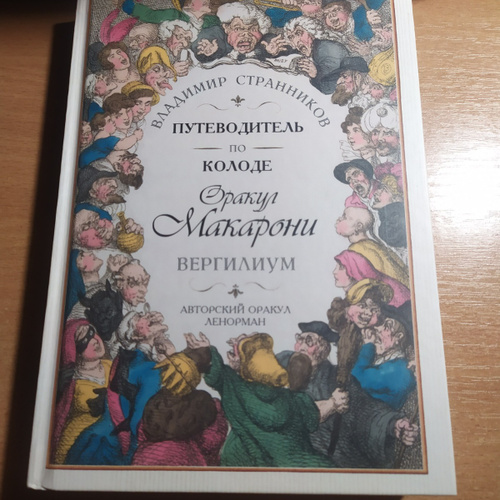 ВЛАДИМИР СТРАННИКОВ
ПУТЕВОДИТЕЛЬ
ПО
КОЛОДЕ
Оракул
Макарони
ВЕРГИЛИУМ
АВТОРСКИЙ ОРАКУЛ
ЛЕНОРМАН